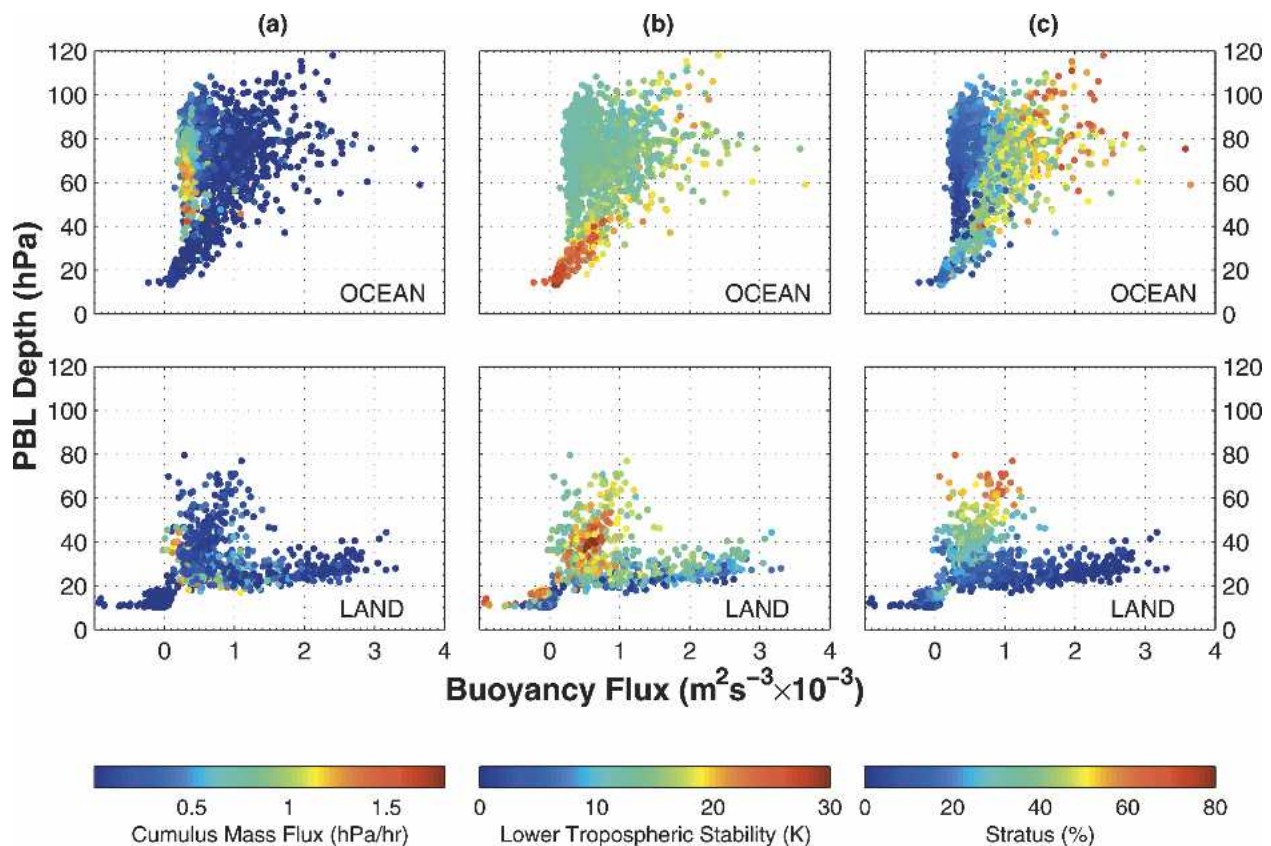 (a) (b) (c)
120 120
100 100
80 80
60 60
40 40
20 20
0 0
OCEAN OCEAN OCEAN
PBL Depth (hPa)
120 120
100 100
80 80
60 60
40 40
20 20
0 0
LAND LAND LAND
0 1 2 3 4 0 1 2 3 4 0 1 2 3 4
Buoyancy Flux (m²s⁻³×10⁻³)
0.5 1 1.5 0 10 20 30 0 20 40 60 80
Cumulus Mass Flux (hPa/hr) Lower Tropospheric Stability (K) Stratus (%)